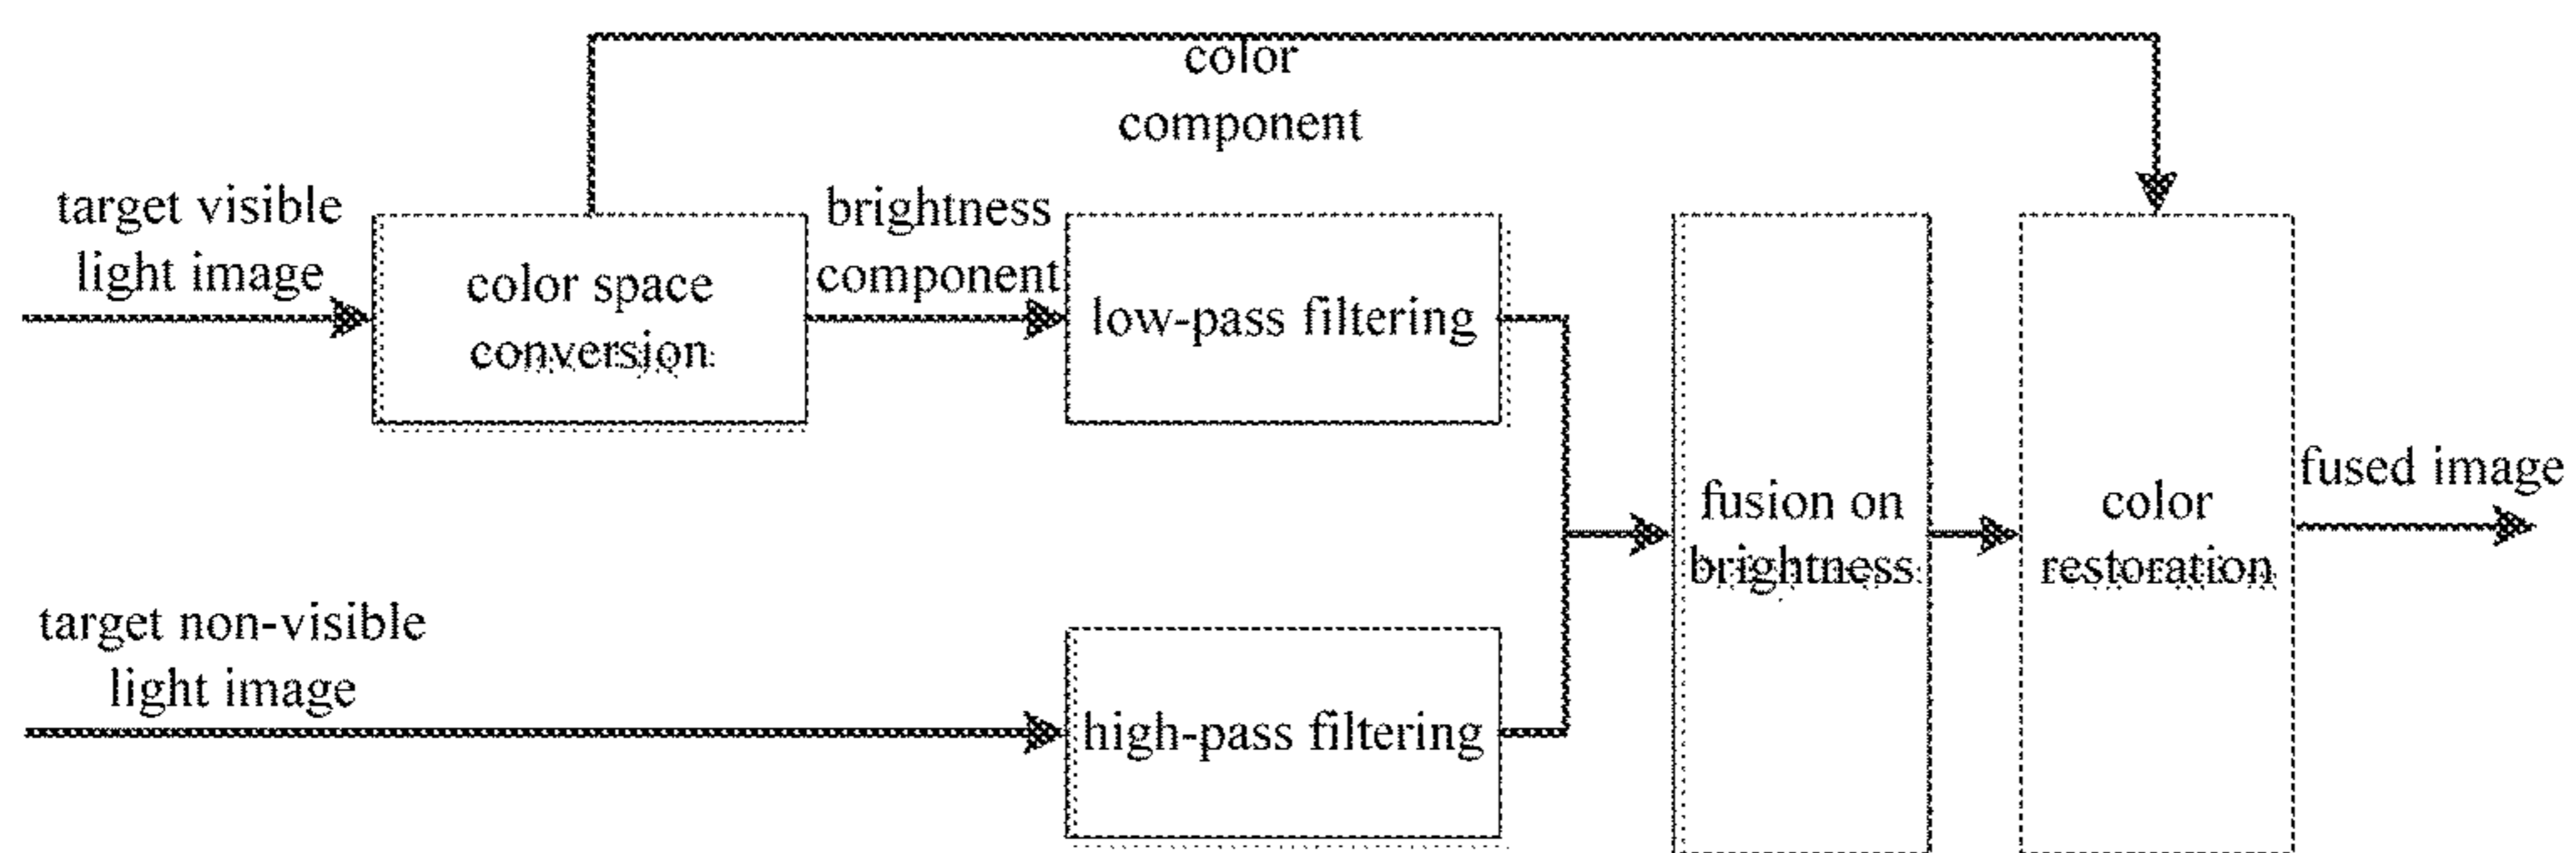 color
component
target visible
light image
color space
conversion
brightness
component
low-pass filtering
target non-visible
light image
high-pass filtering
fusion on
brightness
color
restoration
fused image